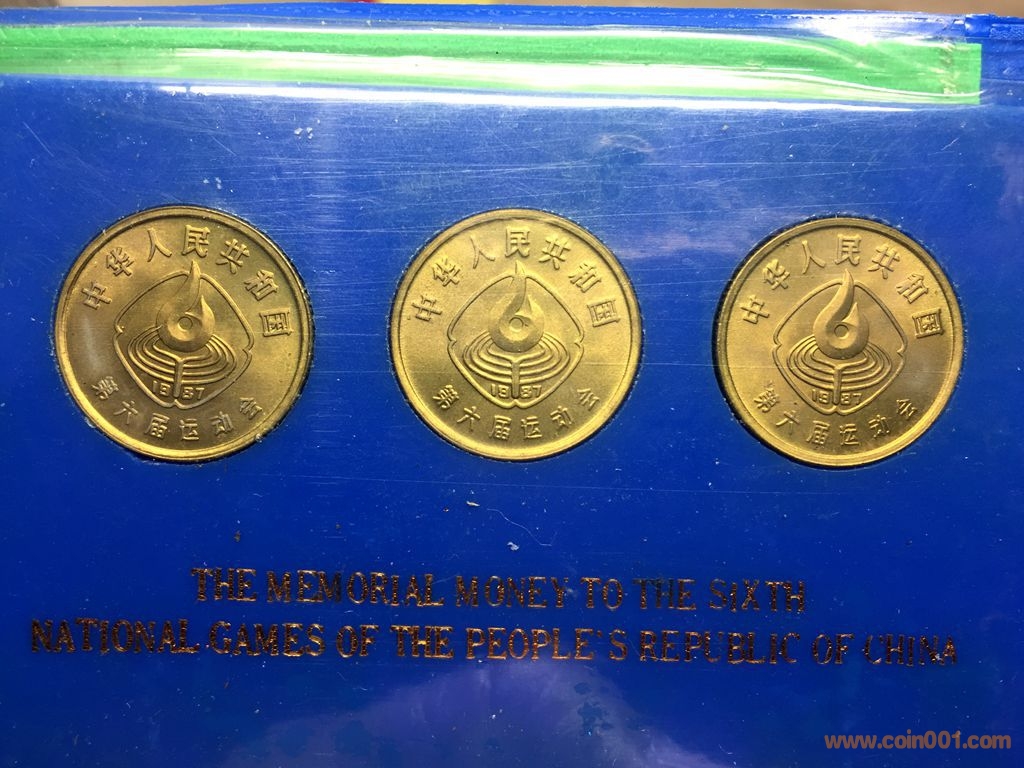 中华人民共和国
1987
第六届运动会
中华人民共和国
1987
第六届运动会
中华人民共和国
1987
第六届运动会
THE MEMORIAL MONEY TO THE SIXTH
NATIONAL GAMES OF THE PEOPLE'S REPUBLIC OF CHINA
www.coin001.com